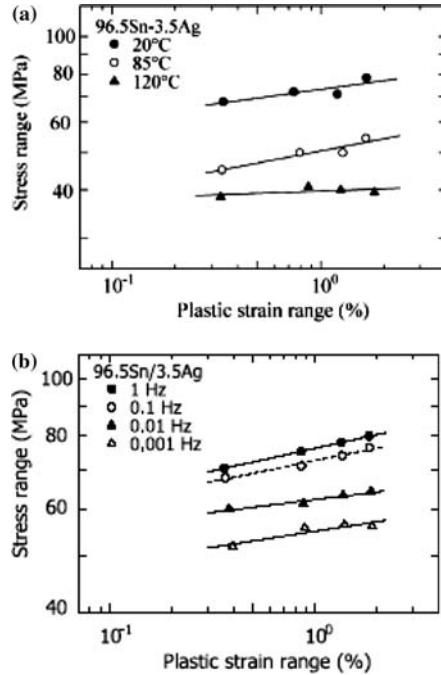 (a)
100
96.5Sn-3.5Ag
20°C
85°C
120°C
80
60
40
Stress range (MPa)
10⁻¹
10⁰
Plastic strain range (%)
(b)
100
96.5Sn/3.5Ag
1 Hz
0.1 Hz
0.01 Hz
0,001 Hz
80
60
40
Stress range (MPa)
10⁻¹
10⁰
Plastic strain range (%)